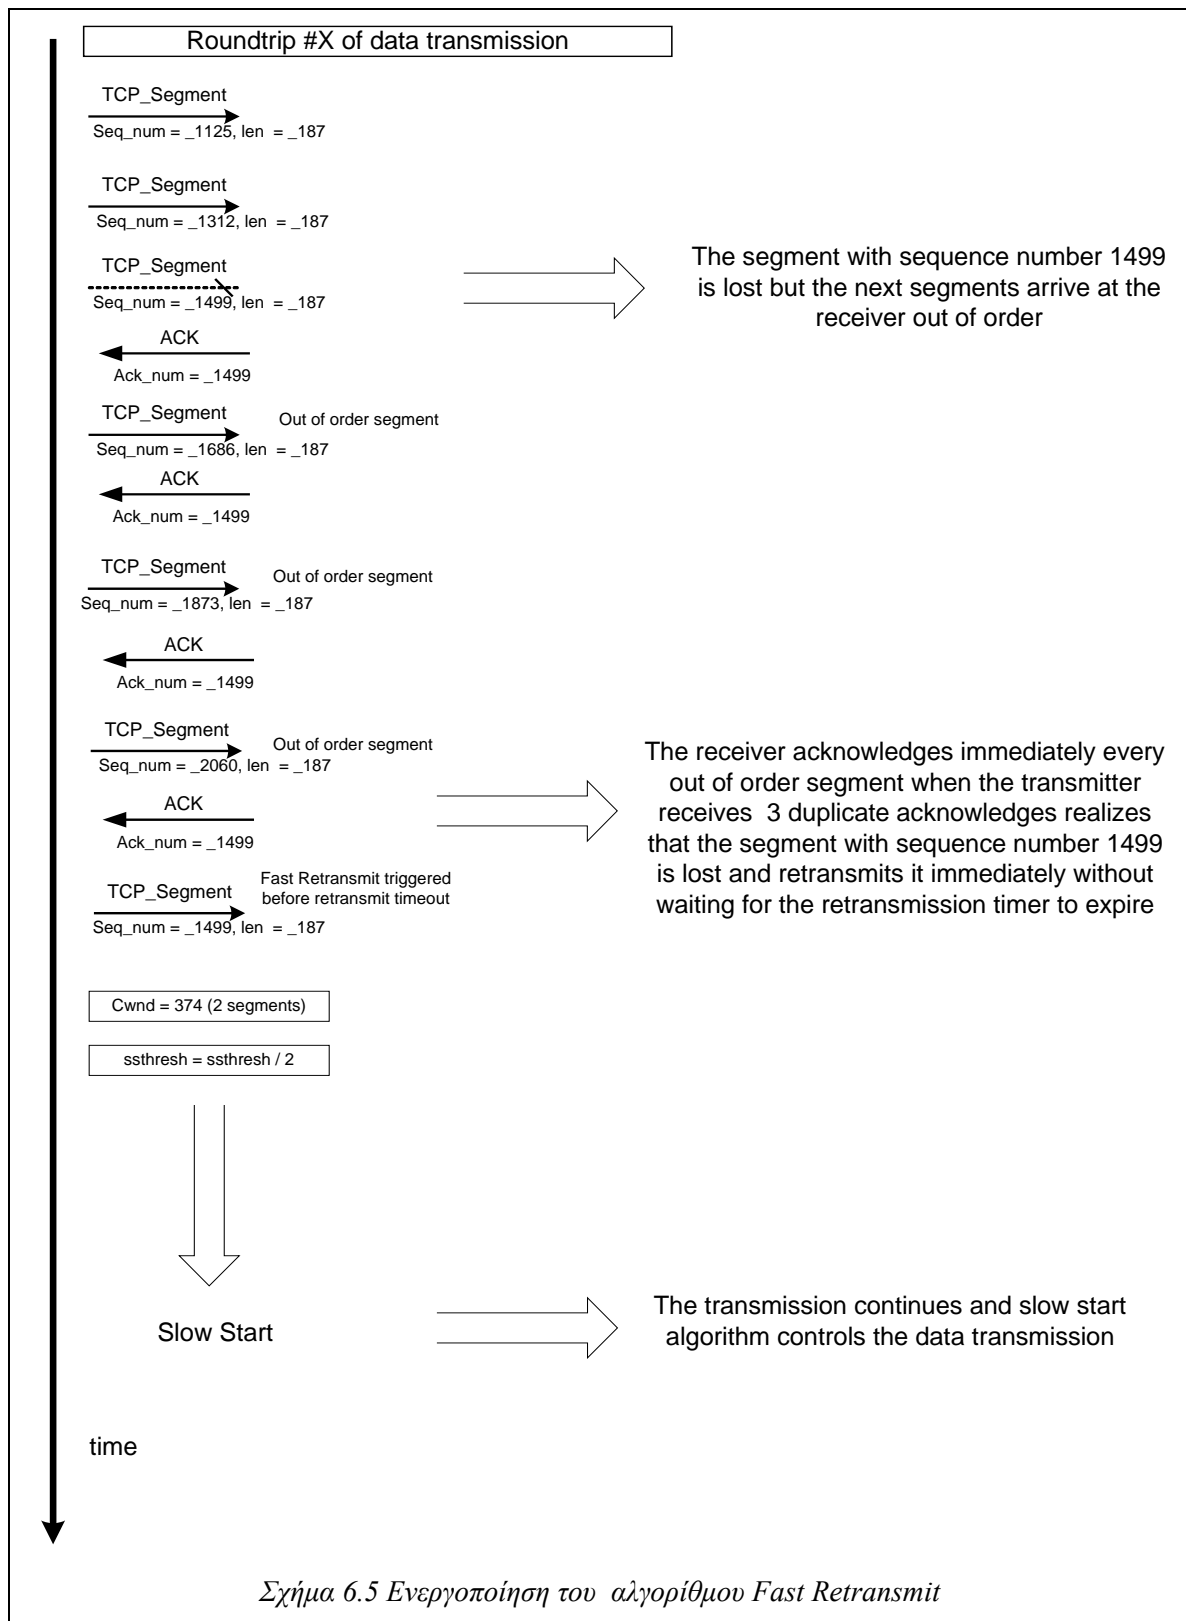 Roundtrip #X of data transmission
TCP_Segment
Seq_num = _1125, len = _187
TCP_Segment
Seq_num = _1312, len = _187
TCP_Segment
Seq_num = _1499, len = _187
The segment with sequence number 1499
is lost but the next segments arrive at the
receiver out of order
ACK
Ack_num = _1499
TCP_Segment
Out of order segment
Seq_num = _1686, len = _187
ACK
Ack_num = _1499
TCP_Segment
Out of order segment
Seq_num = _1873, len = _187
ACK
Ack_num = _1499
TCP_Segment
Out of order segment
Seq_num = _2060, len = _187
ACK
Ack_num = _1499
The receiver acknowledges immediately every
out of order segment when the transmitter
receives 3 duplicate acknowledges realizes
that the segment with sequence number 1499
is lost and retransmits it immediately without
waiting for the retransmission timer to expire
TCP_Segment
Fast Retransmit triggered
before retransmit timeout
Seq_num = _1499, len = _187
Cwnd = 374 (2 segments)
ssthresh = ssthresh / 2
Slow Start
The transmission continues and slow start
algorithm controls the data transmission
time
Σχήμα 6.5 Ενεργοποίηση του αλγορίθμου Fast Retransmit